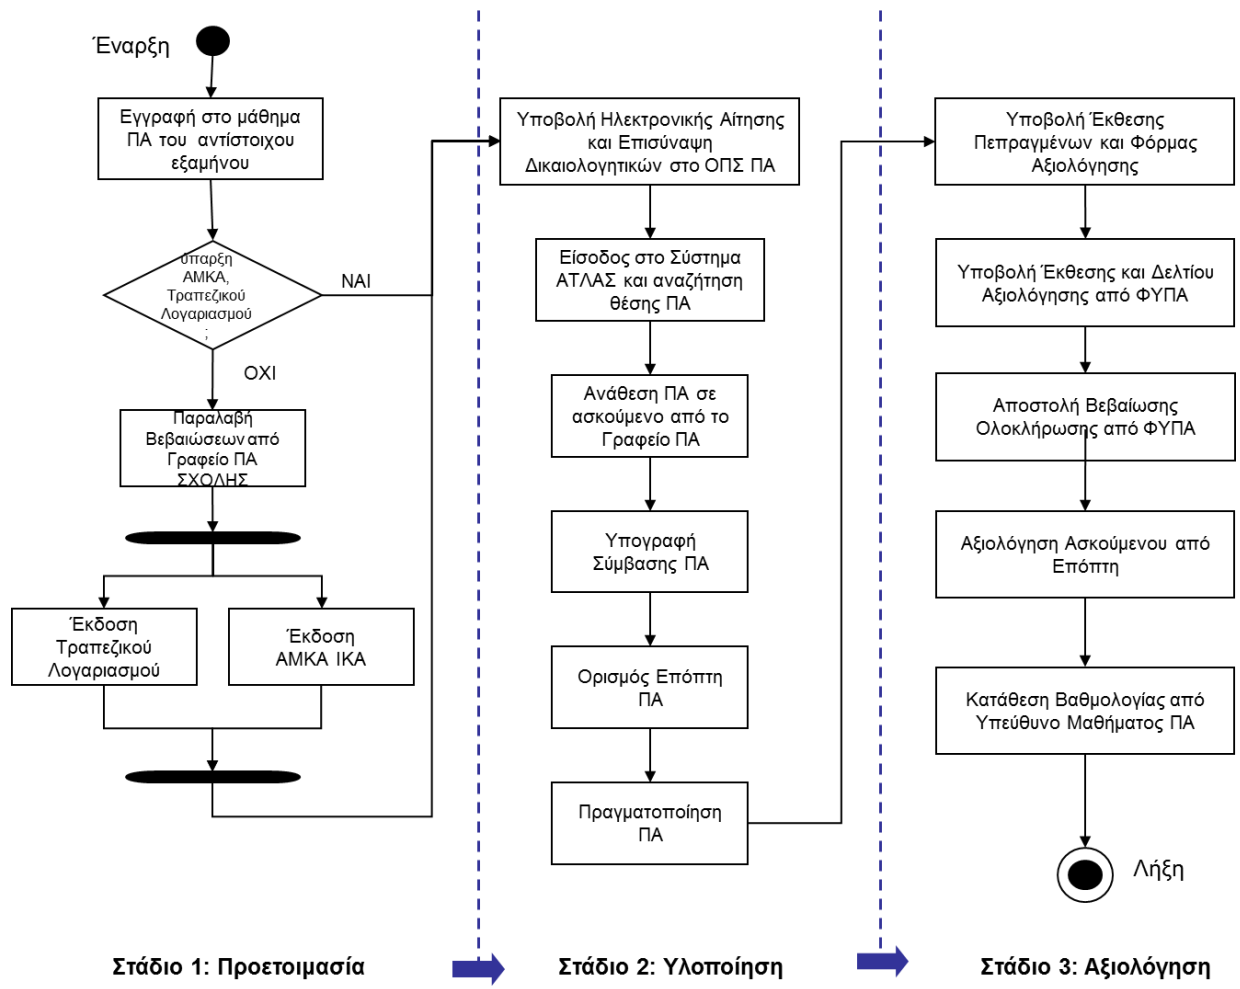 Έναρξη
Εγγραφή στο μάθημα
ΠΑ του αντίστοιχου
εξαμήνου
ύπαρξη
ΑΜΚΑ,
Τραπεζικού
Λογαριασμού
;
ΝΑΙ
ΟΧΙ
Παραλαβή
Βεβαιώσεων από
Γραφείο ΠΑ
ΣΧΟΛΗΣ
Έκδοση
Τραπεζικού
Λογαριασμού
Έκδοση
ΑΜΚΑ ΙΚΑ
Υποβολή Ηλεκτρονικής Αίτησης
και Επισύναψη
Δικαιολογητικών στο ΟΠΣ ΠΑ
Είσοδος στο Σύστημα
ΑΤΛΑΣ και αναζήτηση
θέσης ΠΑ
Ανάθεση ΠΑ σε
ασκούμενο από το
Γραφείο ΠΑ
Υπογραφή
Σύμβασης ΠΑ
Ορισμός Επόπτη
ΠΑ
Πραγματοποίηση
ΠΑ
Υποβολή Έκθεσης
Πεπραγμένων και Φόρμας
Αξιολόγησης
Υποβολή Έκθεσης και Δελτίου
Αξιολόγησης από ΦΥΠΑ
Αποστολή Βεβαίωσης
Ολοκλήρωσης από ΦΥΠΑ
Αξιολόγηση Ασκούμενου από
Επόπτη
Κατάθεση Βαθμολογίας από
Υπεύθυνο Μαθήματος ΠΑ
Λήξη
Στάδιο 1: Προετοιμασία
Στάδιο 2: Υλοποίηση
Στάδιο 3: Αξιολόγηση